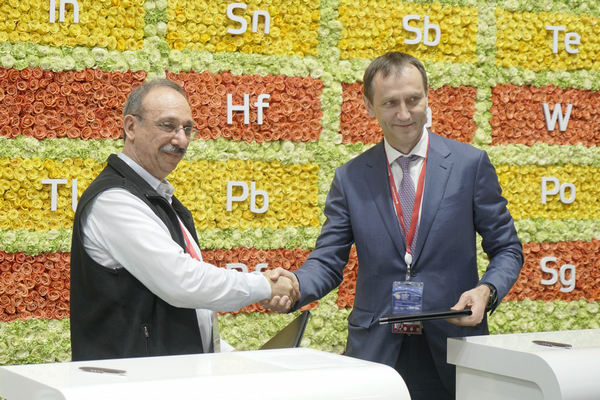 In Sn Sb Te
Hf W
Tl Pb Po
Sg